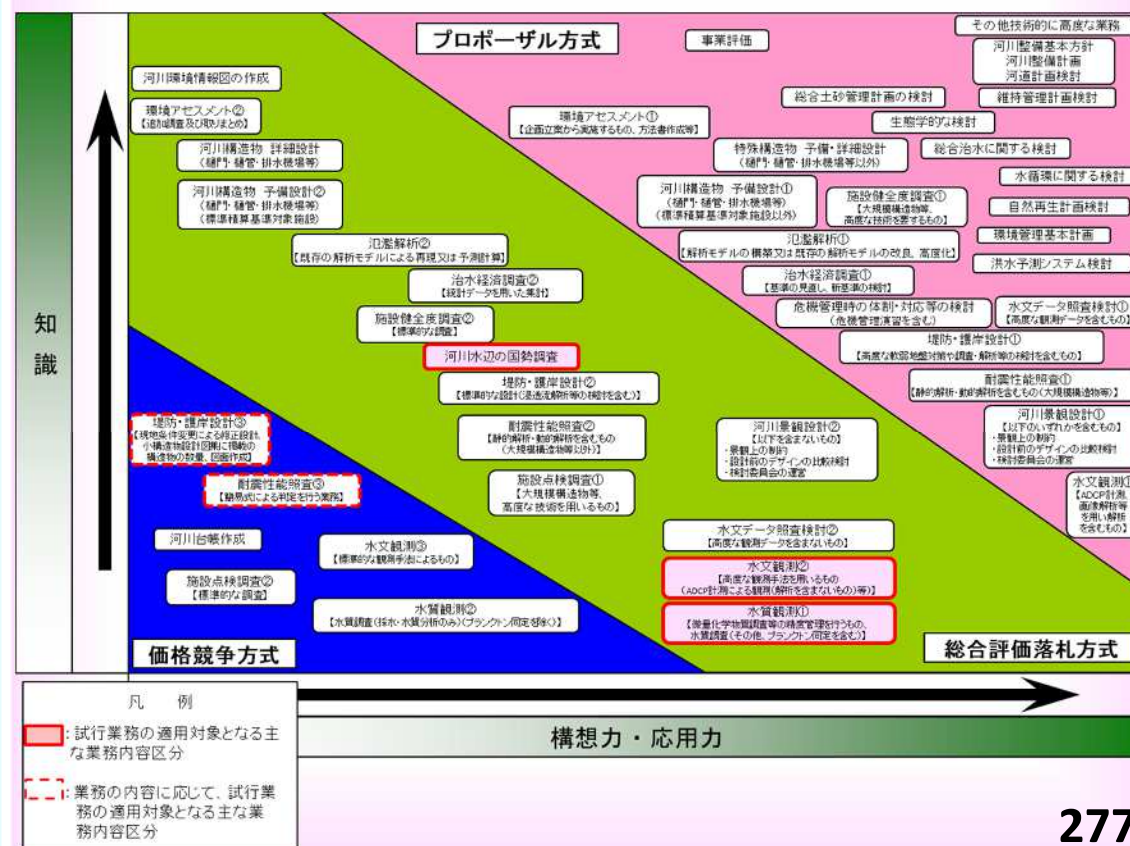 プロポーザル方式
事業評価
その他技術的に高度な業務
河川整備基本方針
河川整備計画
河道計画検討
河川環境情報図の作成
総合土砂管理計画の検討
維持管理計画検討
環境アセスメント②
【追加調査及び取りまとめ】
環境アセスメント①
【企画立案から実施するもの、方法書作成等】
生態学的な検討
河川構造物 詳細設計
(樋門・樋管・排水機場等)
特殊構造物 予備・詳細設計
(樋門・樋管・排水機場等以外)
総合治水に関する検討
水循環に関する検討
河川構造物 予備設計②
(樋門・樋管・排水機場等)
(標準積算基準対象施設)
河川構造物 予備設計①
(樋門・樋管・排水機場等)
(標準積算基準対象施設以外)
施設健全度調査①
【大規模構造物等、
高度な技術を要するもの】
自然再生計画検討
氾濫解析②
【既存の解析モデルによる再現又は予測計算】
氾濫解析①
【解析モデルの構築又は既存の解析モデルの改良、高度化】
環境管理基本計画
洪水予測システム検討
治水経済調査②
【統計データを用いた集計】
治水経済調査①
【基準の見直し、新基準の検討】
施設健全度調査②
【標準的な調査】
危機管理時の体制・対応等の検討
(危機管理演習を含む)
水文データ照査検討①
【高度な観測データを含むもの】
河川水辺の国勢調査
堤防・護岸設計①
【高度な軟弱地盤対策や調査・解析等の検討を含むもの】
堤防・護岸設計②
【標準的な設計(浸透流解析等の検討を含む)】
耐震性能照査①
【静的解析・動的解析を含むもの(大規模構造物等)】
堤防・護岸設計③
【現地条件変更による修正設計、
小構造物設計図集に掲載の
構造物の数量、図面作成】
耐震性能照査②
【静的解析・動的解析を含むもの
(大規模構造物等以外)】
河川景観設計②
【以下を含まないもの】
・景観上の制約
・設計前のデザインの比較検討
・検討委員会の運営
河川景観設計①
【以下のいずれかを含むもの】
・景観上の制約
・設計前のデザインの比較検討
・検討委員会の運営
耐震性能照査③
【簡易式による判定を行う業務】
施設点検調査①
【大規模構造物等、
高度な技術を用いるもの】
水文観測①
【ADCP計測、
画像解析等
を用い解析
を含むもの】
河川台帳作成
水文観測③
【標準的な観測手法によるもの】
水文データ照査検討②
【高度な観測データを含まないもの】
施設点検調査②
【標準的な調査】
水文観測②
【高度な観測手法を用いるもの
(ADCP計測による観測(解析を含まないもの)等)】
水質観測②
【水質調査(採水・水質分析のみ)(プランクトン同定を除く)】
水質観測①
【微量化学物質調査等の精度管理を行うもの、
水質調査(その他、プランクトン同定を含む)】
価格競争方式
総合評価落札方式
知識
構想力・応用力
凡 例
:試行業務の適用対象となる主
な業務内容区分
:業務の内容に応じて、試行業
務の適用対象となる主な業
務内容区分
277